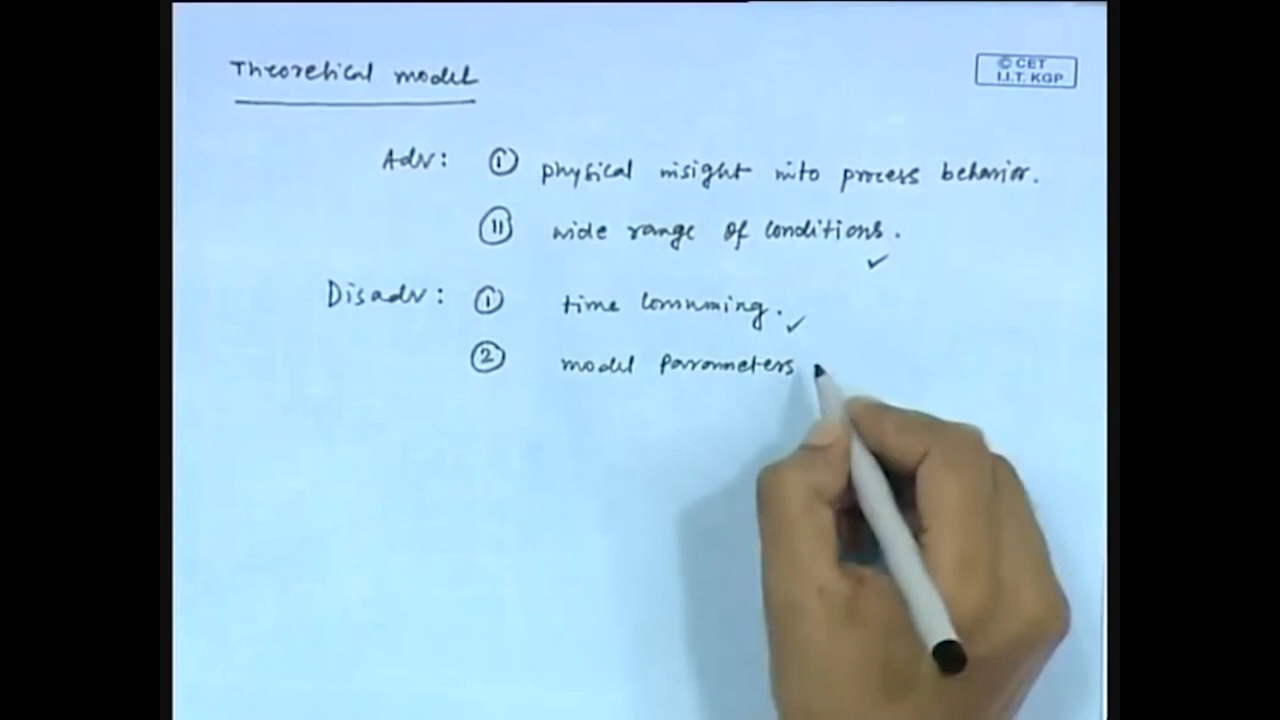 Theoretical model
© CET
I.I.T. KGP
Adv: (I) physical insight into process behavior.
(II) wide range of conditions. ✓
Disadv: (1) time consuming. ✓
(2) model parameters